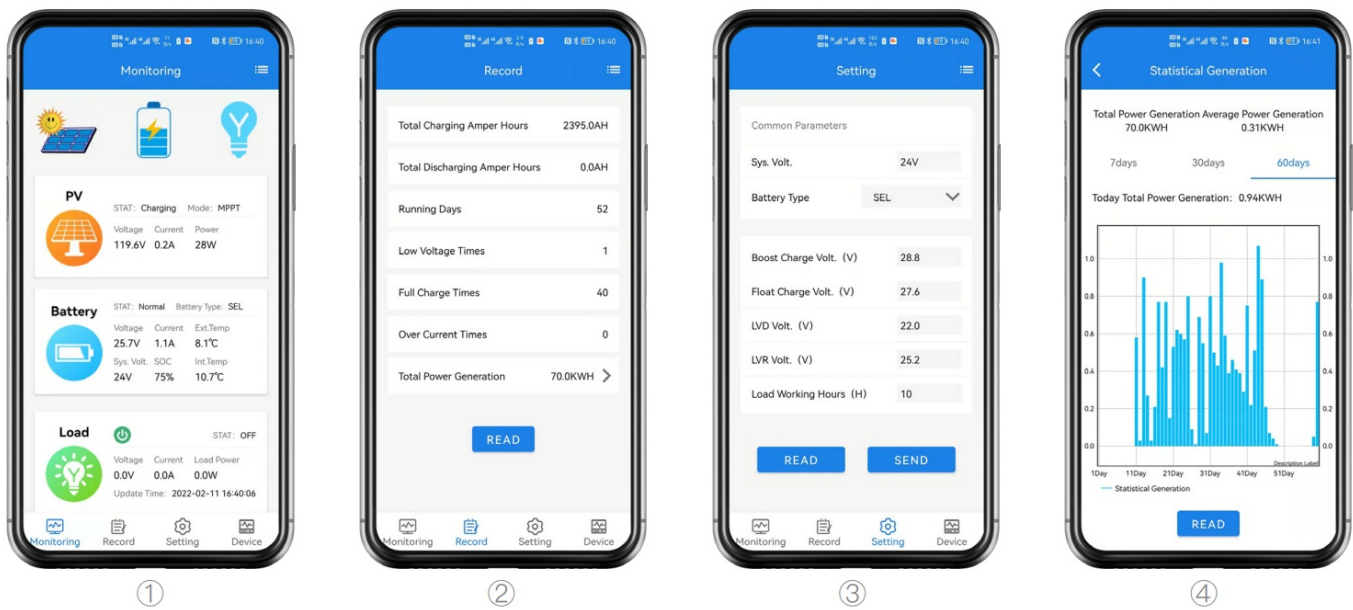 16:40
Monitoring
PV
STAT: Charging Mode: MPPT
Voltage Current Power
119.6V 0.2A 28W
Battery
STAT: Normal Battery Type: SEL
Voltage Current Ext.Temp
25.7V 1.1A 8.1℃
Sys. Volt. SOC Int.Temp
24V 75% 10.7℃
Load
STAT: OFF
Voltage Current Load Power
0.0V 0.0A 0.0W
Update Time: 2022-02-11 16:40:06
Monitoring Record Setting Device
①
16:40
Record
Total Charging Amper Hours 2395.0AH
Total Discharging Amper Hours 0.0AH
Running Days 52
Low Voltage Times 1
Full Charge Times 40
Over Current Times 0
Total Power Generation 70.0KWH
READ
Monitoring Record Setting Device
②
16:40
Setting
Common Parameters
Sys. Volt. 24V
Battery Type SEL
Boost Charge Volt. (V) 28.8
Float Charge Volt. (V) 27.6
LVD Volt. (V) 22.0
LVR Volt. (V) 25.2
Load Working Hours (H) 10
READ SEND
Monitoring Record Setting Device
③
16:41
Statistical Generation
Total Power Generation Average Power Generation
70.0KWH 0.31KWH
7days 30days 60days
Today Total Power Generation: 0.94KWH
1.0 1.0
0.8 0.8
0.6 0.6
0.4 0.4
0.2 0.2
0.0 0.0
Description Label
1Day 11Day 21Day 31Day 41Day 51Day
Statistical Generation
READ
④